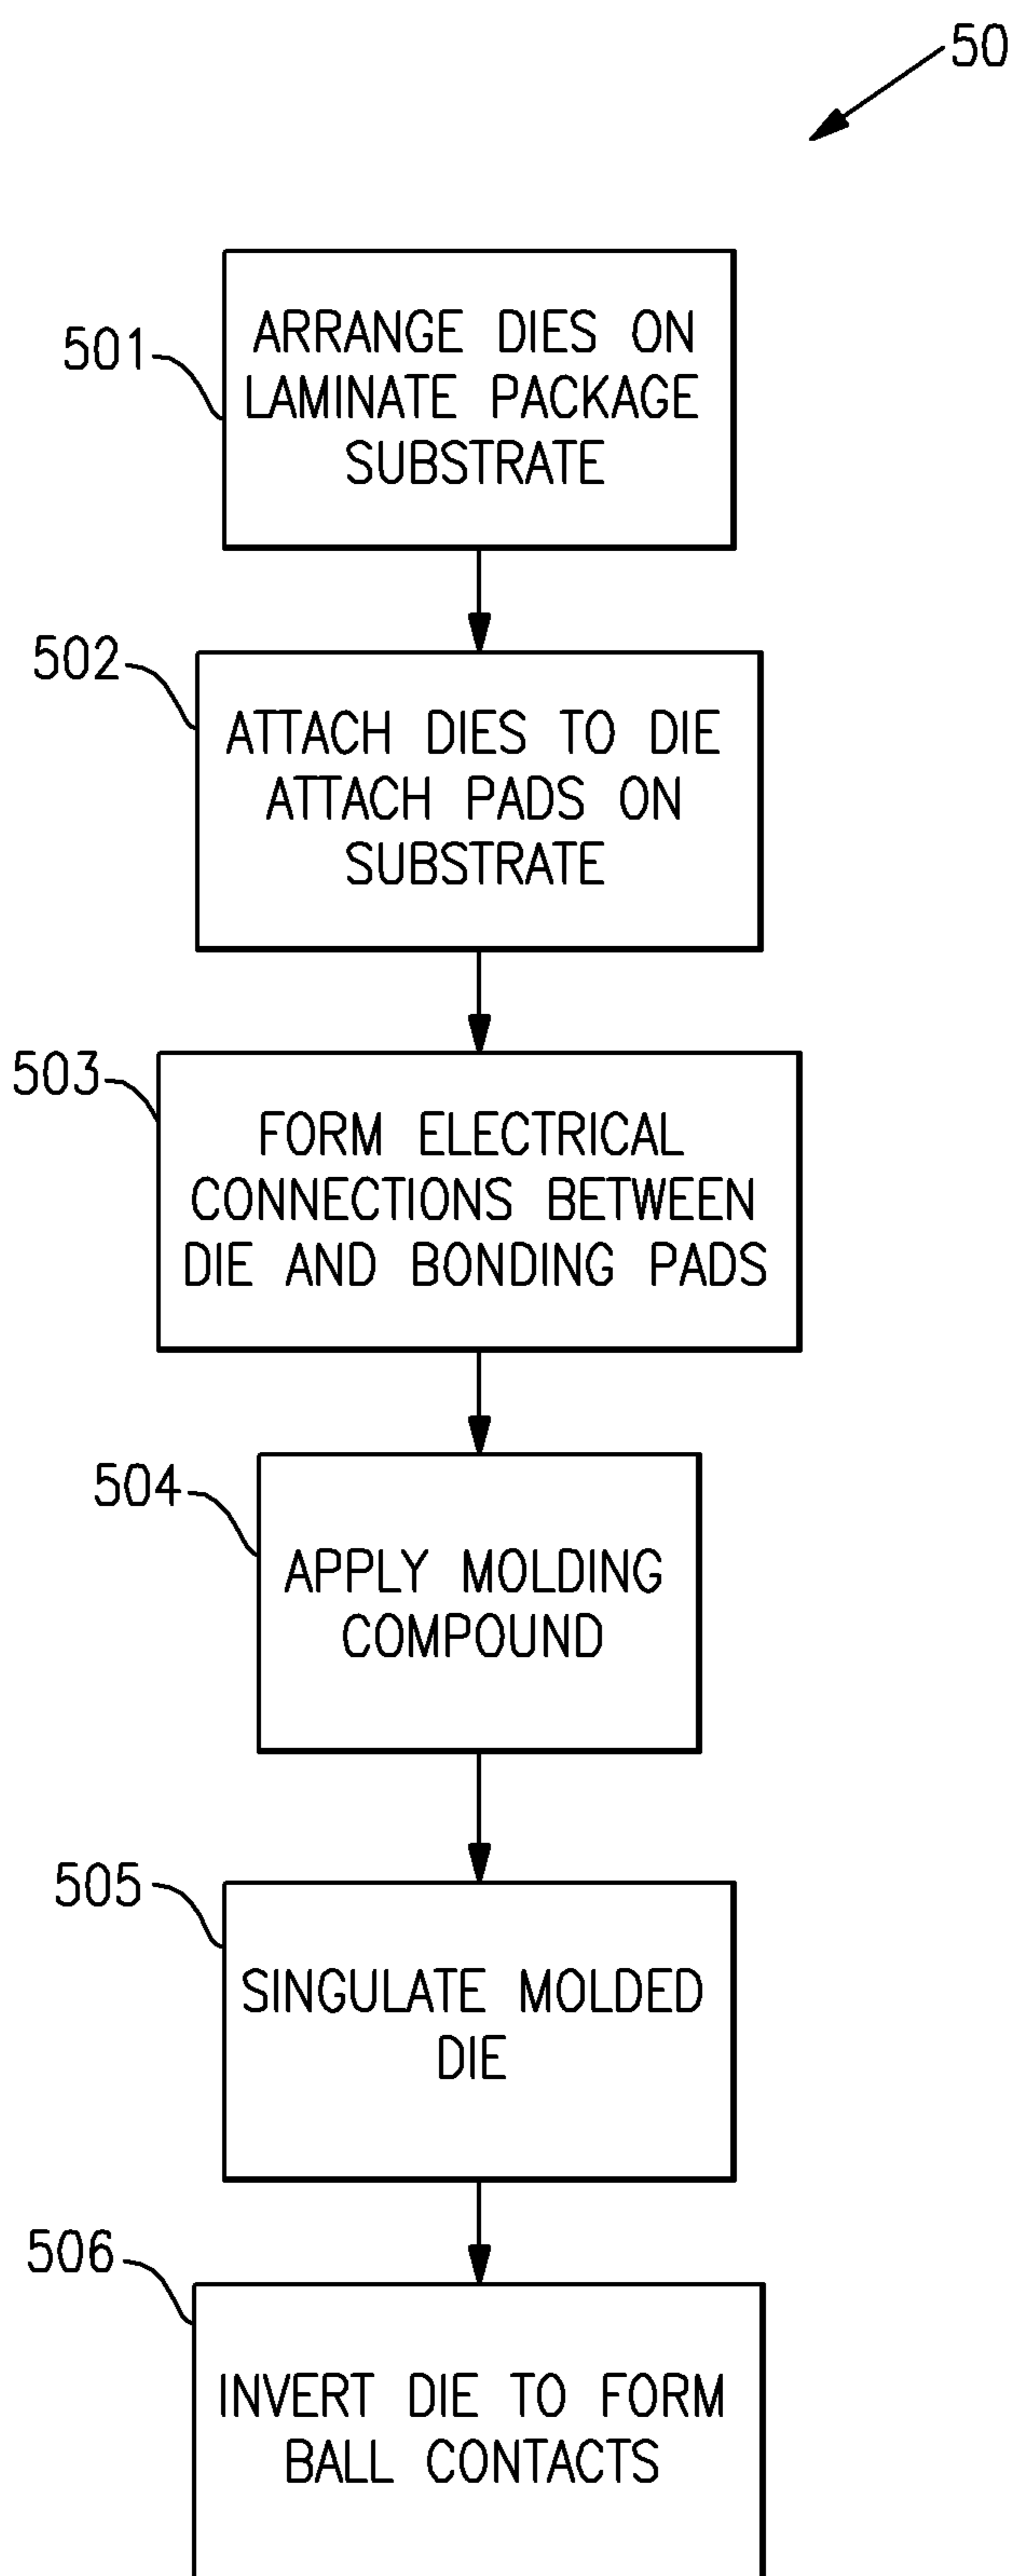 50
501
ARRANGE DIES ON
LAMINATE PACKAGE
SUBSTRATE
502
ATTACH DIES TO DIE
ATTACH PADS ON
SUBSTRATE
503
FORM ELECTRICAL
CONNECTIONS BETWEEN
DIE AND BONDING PADS
504
APPLY MOLDING
COMPOUND
505
SINGULATE MOLDED
DIE
506
INVERT DIE TO FORM
BALL CONTACTS